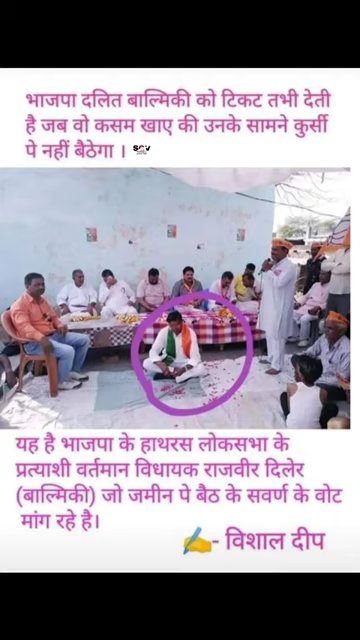 भाजपा दलित बाल्मिकी को टिकट तभी देती
है जब वो कसम खाए की उनके सामने कुर्सी
पे नहीं बैठेगा ।
यह है भाजपा के हाथरस लोकसभा के
प्रत्याशी वर्तमान विधायक राजवीर दिलेर
(बाल्मिकी) जो जमीन पे बैठ के सवर्ण के वोट
मांग रहे है।
✍️- विशाल दीप